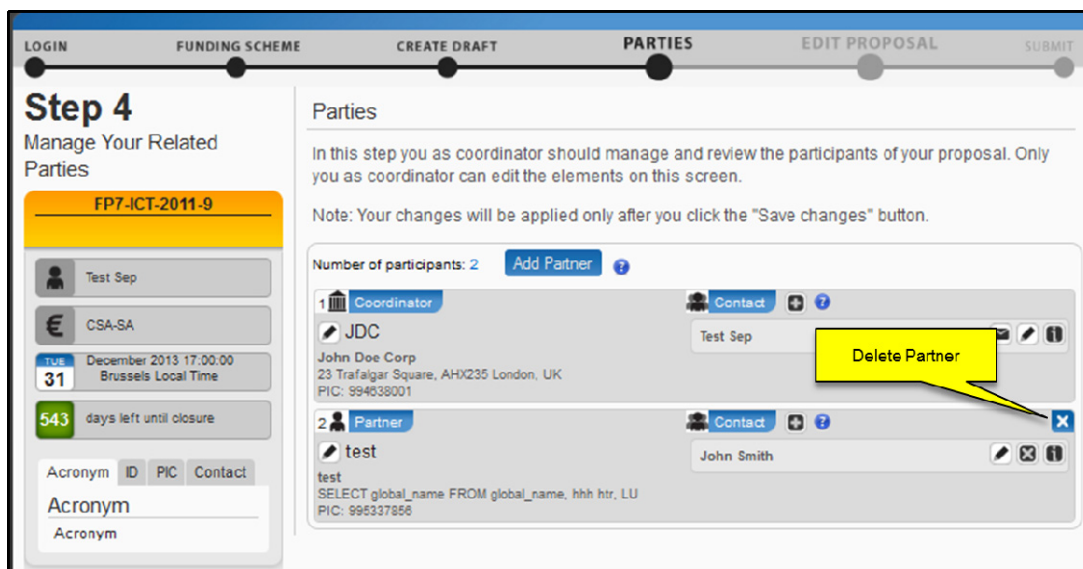 LOGIN FUNDING SCHEME CREATE DRAFT PARTIES EDIT PROPOSAL SUBMIT
Step 4
Manage Your Related
Parties
FP7-ICT-2011-9
Test Sep
€ CSA-SA
TUE
31
December 2013 17:00:00
Brussels Local Time
543 days left until closure
Acronym ID PIC Contact
Acronym
Acronym
Parties
In this step you as coordinator should manage and review the participants of your proposal. Only
you as coordinator can edit the elements on this screen.
Note: Your changes will be applied only after you click the "Save changes" button.
Number of participants: 2 Add Partner ?
1 Coordinator
JDC
John Doe Corp
23 Trafalgar Square, AHX235 London, UK
PIC: 994638001
Contact ?
Test Sep
Delete Partner
2 Partner
test
test
SELECT global_name FROM global_name, hhh htr, LU
PIC: 995337856
Contact ?
John Smith